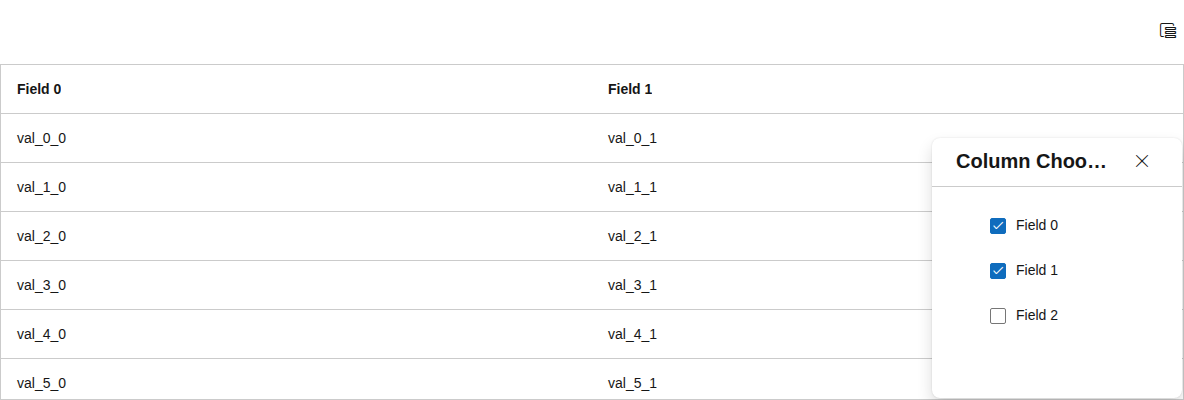 Field 0 Field 1
val_0_0 val_0_1
val_1_0 val_1_1
val_2_0 val_2_1
val_3_0 val_3_1
val_4_0 val_4_1
val_5_0 val_5_1
Column Choo…
Field 0
Field 1
Field 2